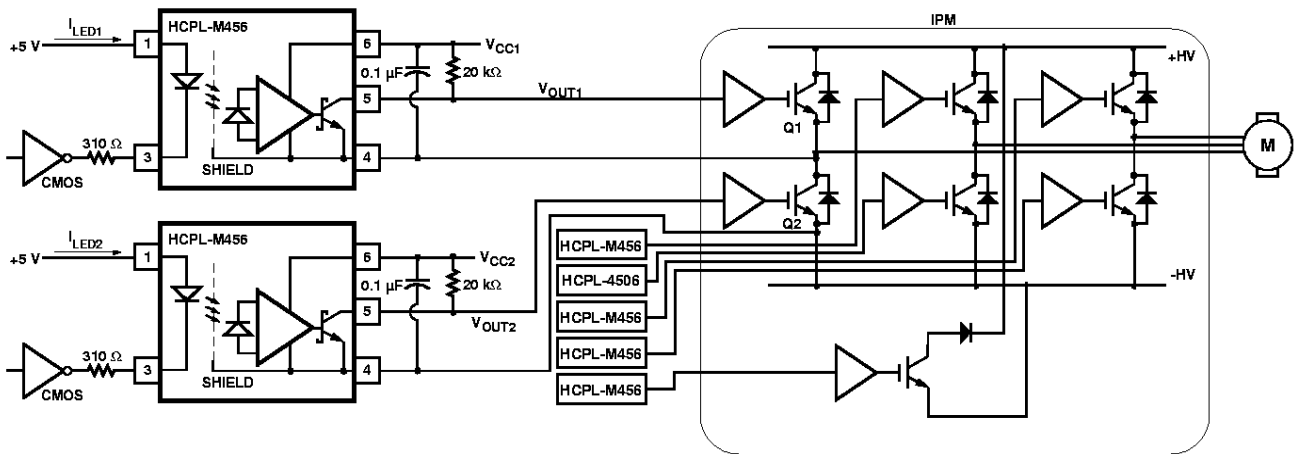 IPM
I_LED1
HCPL-M456
+5 V
1
6
V_CC1
0.1 µF
20 kΩ
5
V_OUT1
+HV
Q1
310 Ω
3
4
SHIELD
CMOS
M
I_LED2
HCPL-M456
+5 V
1
6
V_CC2
0.1 µF
20 kΩ
5
V_OUT2
Q2
310 Ω
3
4
SHIELD
CMOS
HCPL-M456
HCPL-4506
HCPL-M456
HCPL-M456
HCPL-M456
-HV